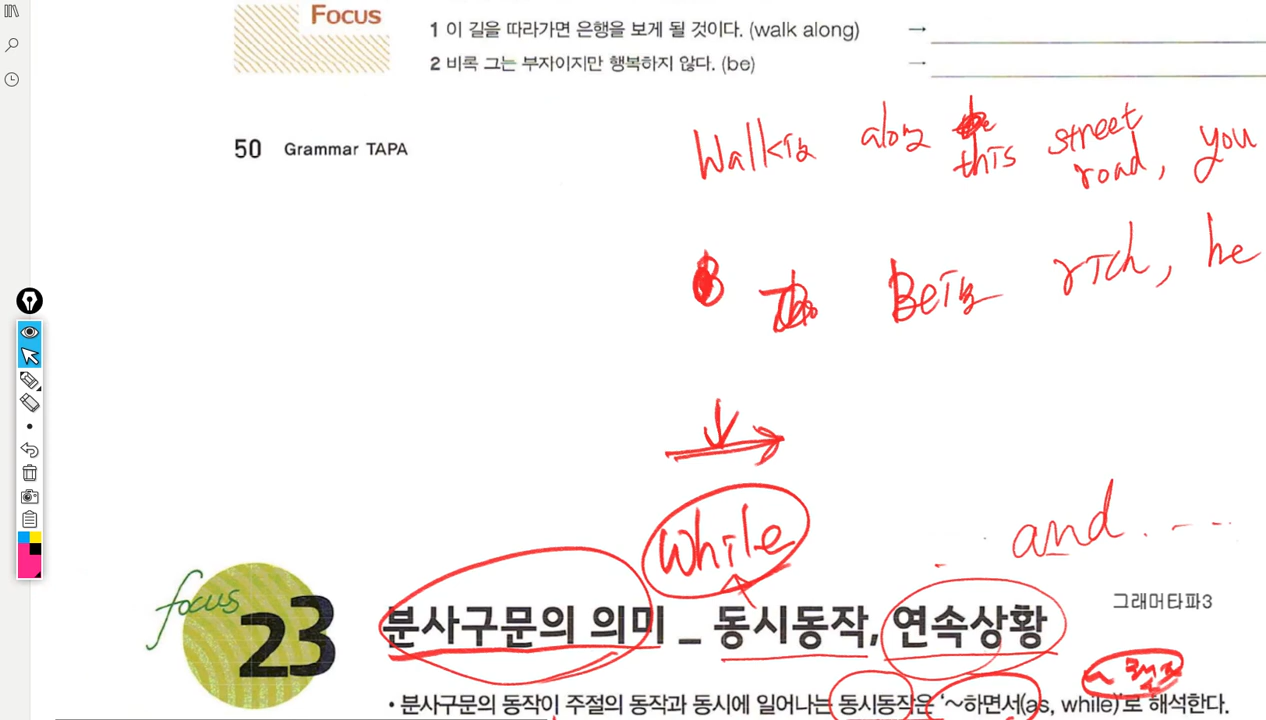 Focus
1 이 길을 따라가면 은행을 보게 될 것이다. (walk along) →
2 비록 그는 부자이지만 행복하지 않다. (be) →
50 Grammar TAPA
Walking along this street
road, you
Being rich, he
while
and
focus
23 분사구문의 의미 _ 동시동작, 연속상황
그래머타파3
• 분사구문의 동작이 주절의 동작과 동시에 일어나는 동시동작은 '~하면서(as, while)'로 해석한다.